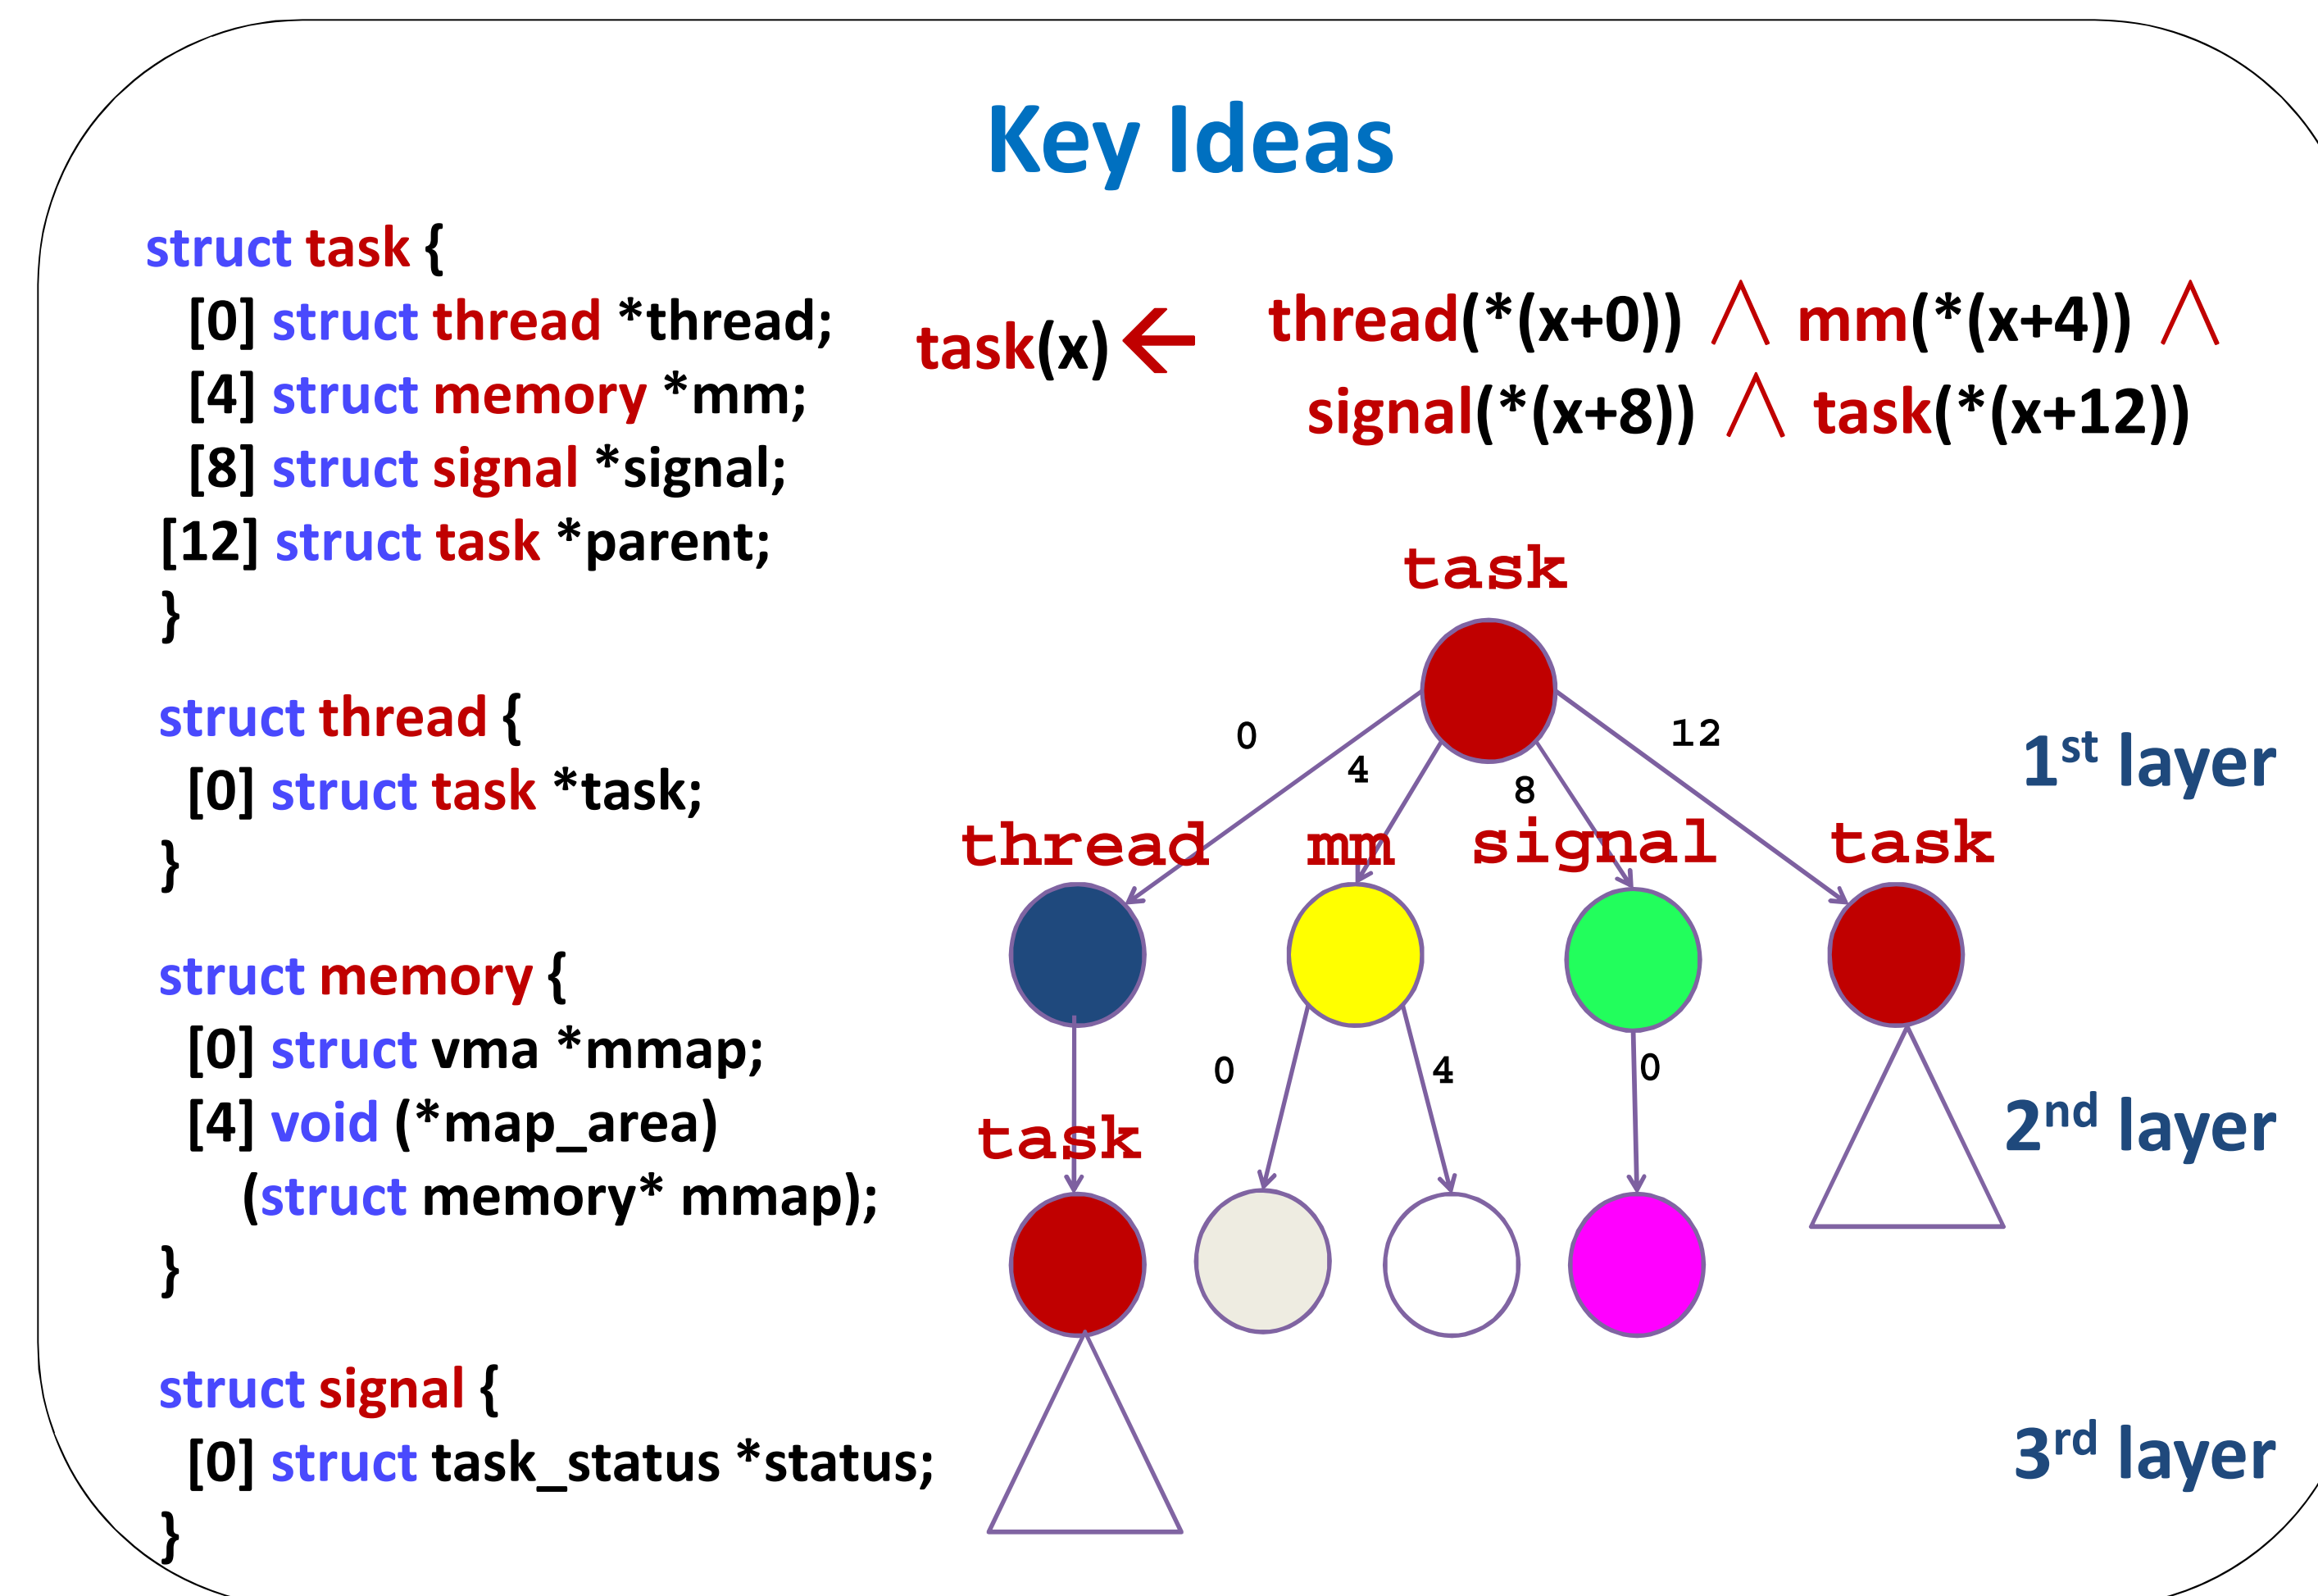 Key Ideas
struct task {
[0] struct thread *thread;
[4] struct memory *mm;
[8] struct signal *signal;
[12] struct task *parent;
}
struct thread {
[0] struct task *task;
}
struct memory {
[0] struct vma *mmap;
[4] void (*map_area)
(struct memory* mmap);
}
struct signal {
[0] struct task_status *status;
}
task(x) ← thread(*(x+0)) ∧ mm(*(x+4)) ∧
signal(*(x+8)) ∧ task(*(x+12))
task
0 4 8 12
1st layer
thread mm signal task
0 4 0
2nd layer
task
3rd layer